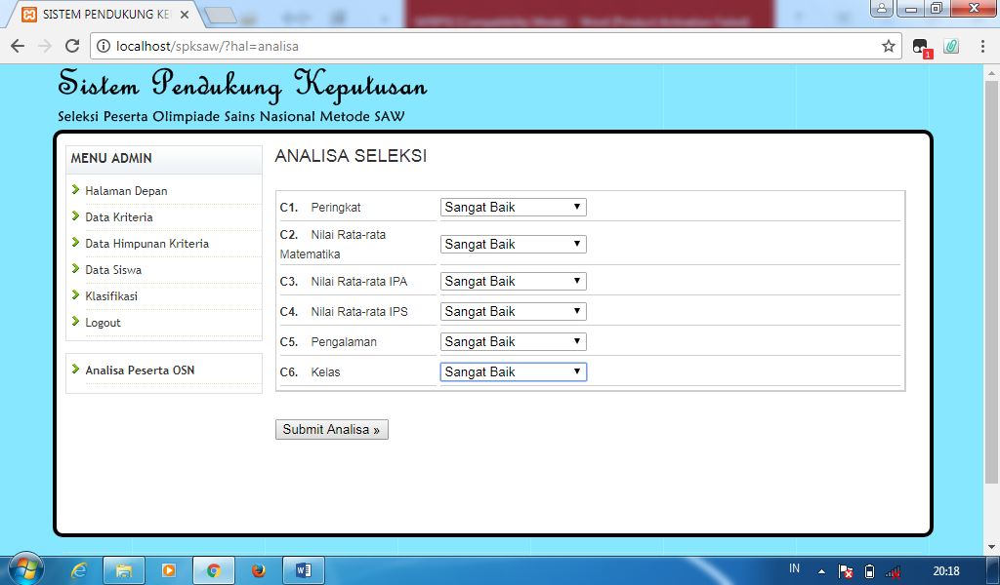 SISTEM PENDUKUNG KE
localhost/spksaw/?hal=analisa
1
Sistem Pendukung Keputusan
Seleksi Peserta Olimpiade Sains Nasional Metode SAW
MENU ADMIN
Halaman Depan
Data Kriteria
Data Himpunan Kriteria
Data Siswa
Klasifikasi
Logout
Analisa Peserta OSN
ANALISA SELEKSI
C1. Peringkat Sangat Baik
C2. Nilai Rata-rata
Matematika Sangat Baik
C3. Nilai Rata-rata IPA Sangat Baik
C4. Nilai Rata-rata IPS Sangat Baik
C5. Pengalaman Sangat Baik
C6. Kelas Sangat Baik
Submit Analisa »
IN
20:18